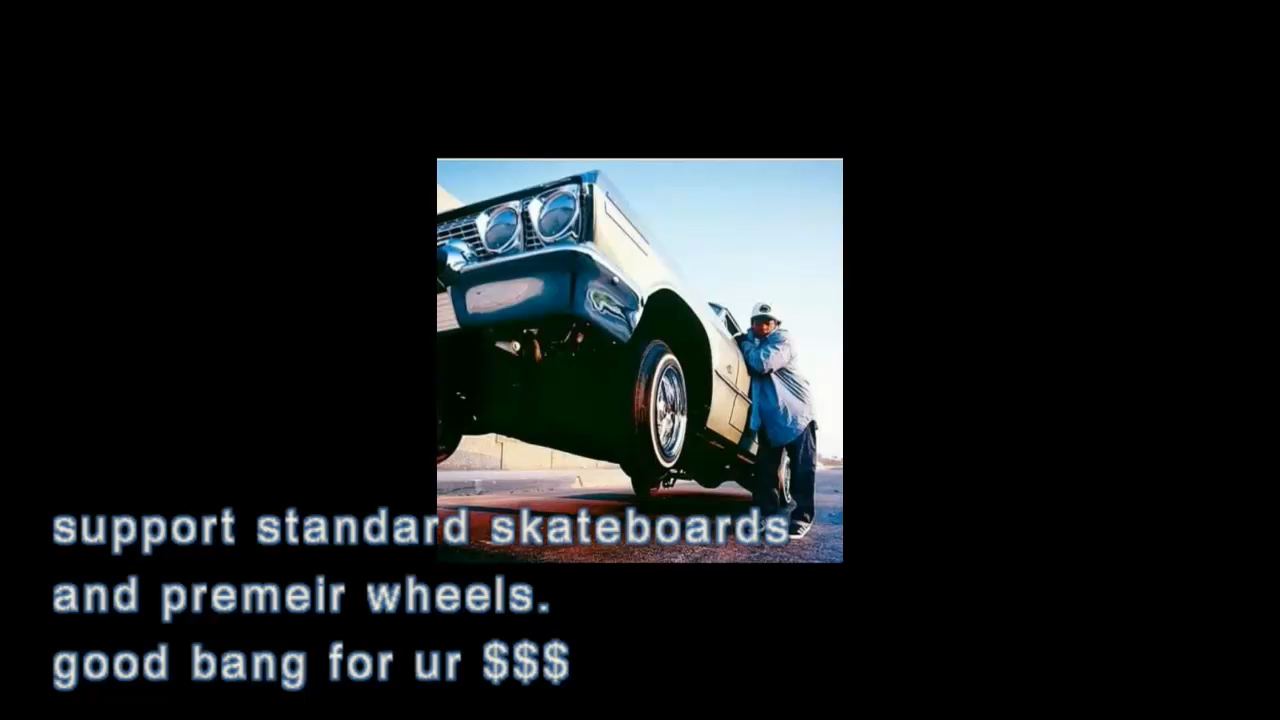 support standard skateboards
and premeir wheels.
good bang for ur $$$